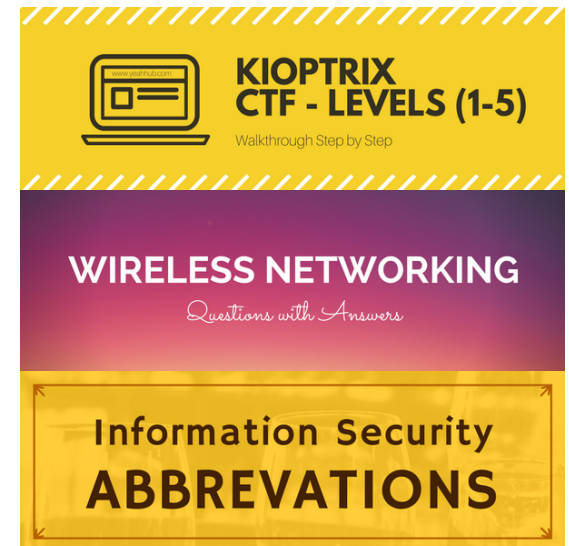 www.yeahhub.com
KIOPTRIX
CTF - LEVELS (1-5)
Walkthrough Step by Step
WIRELESS NETWORKING
Questions with Answers
Information Security
ABBREVATIONS